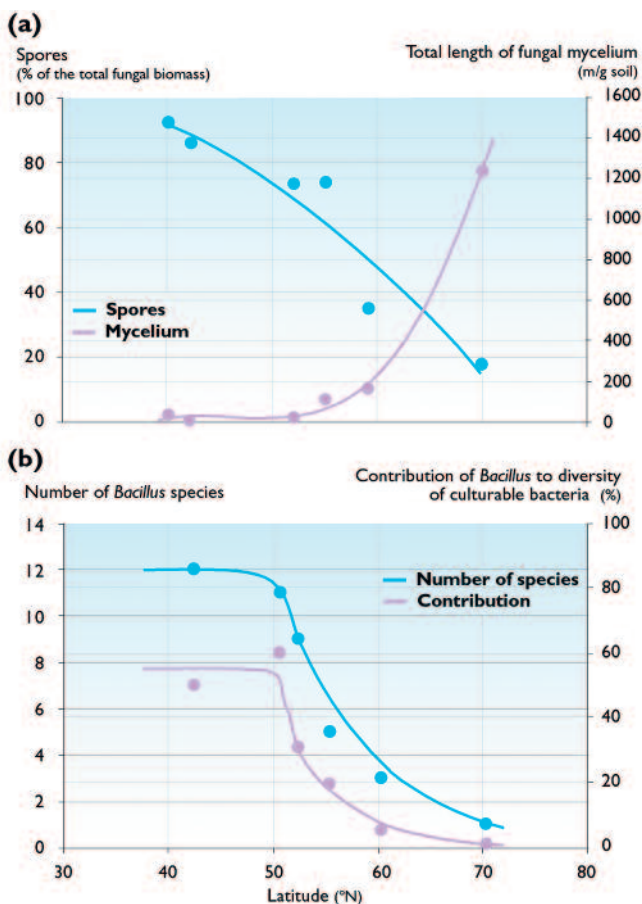 (a)
Spores
(% of the total fungal biomass)
Total length of fungal mycelium
(m/g soil)
100
80
60
40
20
0
1600
1400
1200
1000
800
600
400
200
0
Spores
Mycelium
(b)
Number of Bacillus species
Contribution of Bacillus to diversity
of culturable bacteria (%)
14
12
10
8
6
4
2
0
100
80
60
40
20
0
Number of species
Contribution
30 40 50 60 70 80
Latitude (°N)